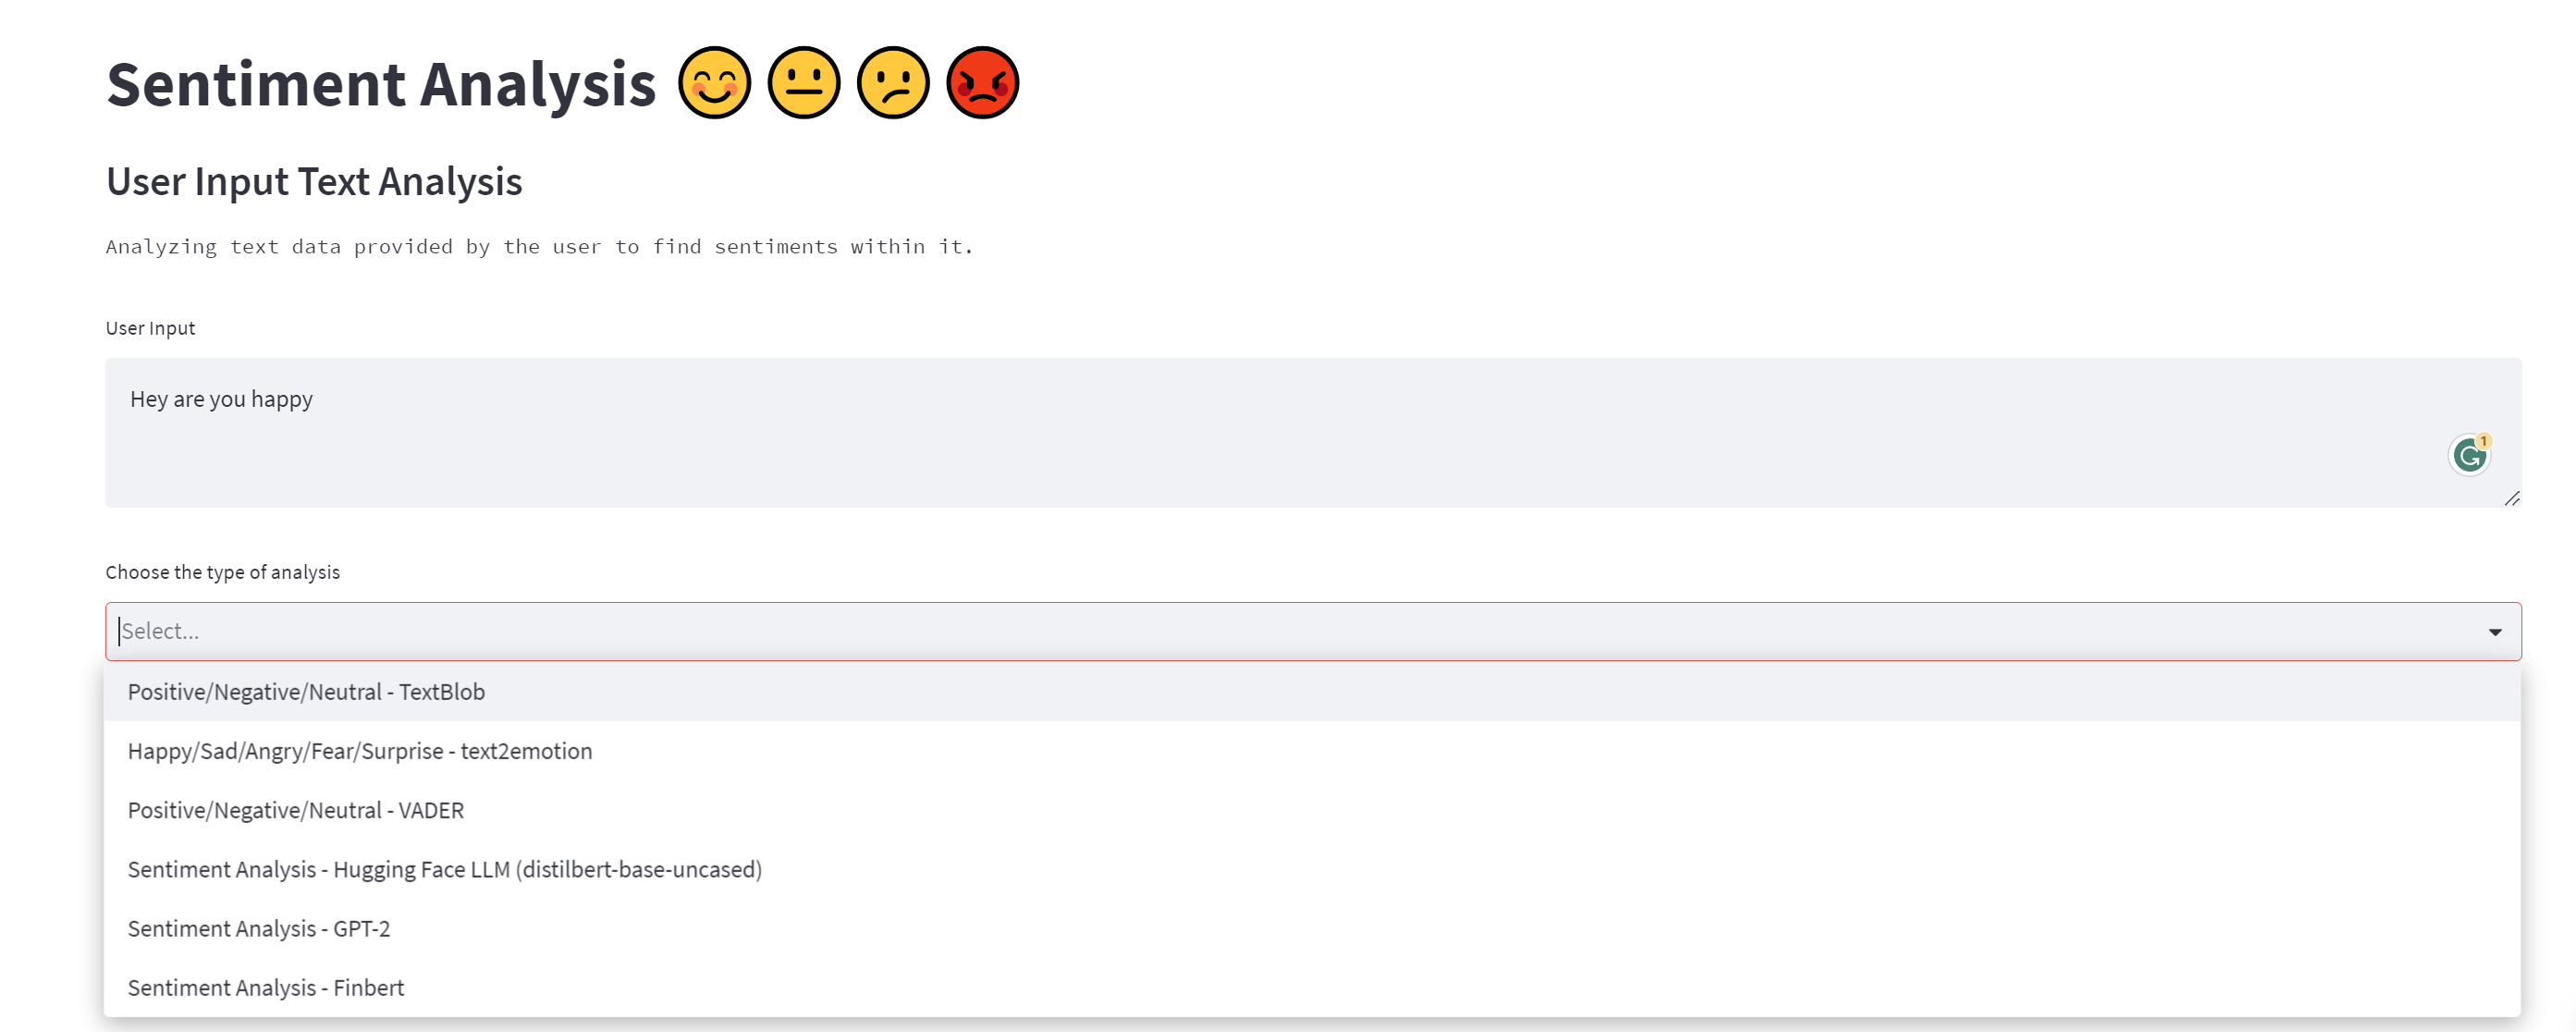 Sentiment Analysis
User Input Text Analysis
Analyzing text data provided by the user to find sentiments within it.
User Input
Hey are you happy
1
Choose the type of analysis
Select...
Positive/Negative/Neutral - TextBlob
Happy/Sad/Angry/Fear/Surprise - text2emotion
Positive/Negative/Neutral - VADER
Sentiment Analysis - Hugging Face LLM (distilbert-base-uncased)
Sentiment Analysis - GPT-2
Sentiment Analysis - Finbert